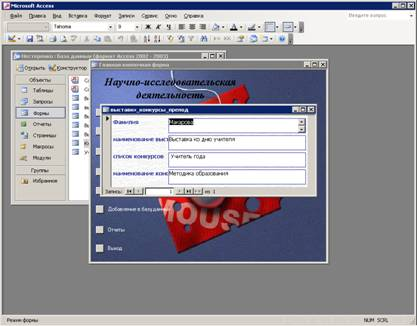 Microsoft Access
Файл Правка Вид Вставка Формат Записи Сервис Окно Справка
Введите вопрос
Tahoma 9 Ж К Ч
Нестеренко : База данных (формат Access 2002 - 2003)
Открыть Конструктор
Объекты
Таблицы
Запросы
Формы
Отчеты
Страницы
Макросы
Модули
Группы
Избранное
Главная кнопочная форма
Научно-исследовательская
деятельность
выставки_конкурсы_препод
Фамилия Макарова
наименование выст Выставка ко дню учителя
список конкурсов Учитель года
наименование конк Методика образования
Запись: 1 из 1
MOUSE
Добавление в базу данн
Отчеты
Выход
Режим формы
NUM SCRL